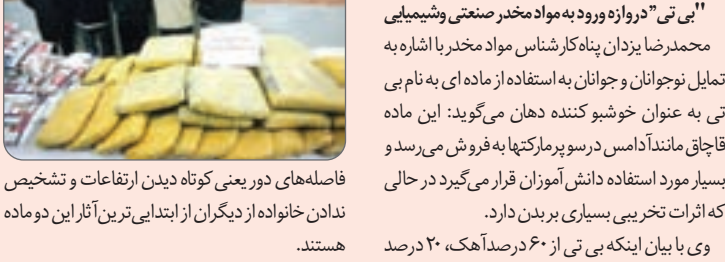 "بی تی" دروازه ورود به مواد مخدر صنعتی وشیمیایی
محمدرضا یزدان پناه کارشناس مواد مخدر با اشاره به
تمایل نوجوانان و جوانان به استفاده از ماده ای به نام بی
تی به عنوان خوشبو کننده دهان می‌گوید: این ماده
قاچاق مانند آدامس در سوپرمارکتها به فروش می‌رسد و
بسیار مورد استفاده دانش آموزان قرار می‌گیرد در حالی
که اثرات تخریبی بسیاری بر بدن دارد.
وی با بیان اینکه بی تی از ۶۰ درصد آهک، ۲۰ درصد
فاصله‌های دور یعنی کوتاه دیدن ارتفاعات و تشخیص
ندادن خانواده از دیگران از ابتدایی ترین آثار این دو ماده
هستند.